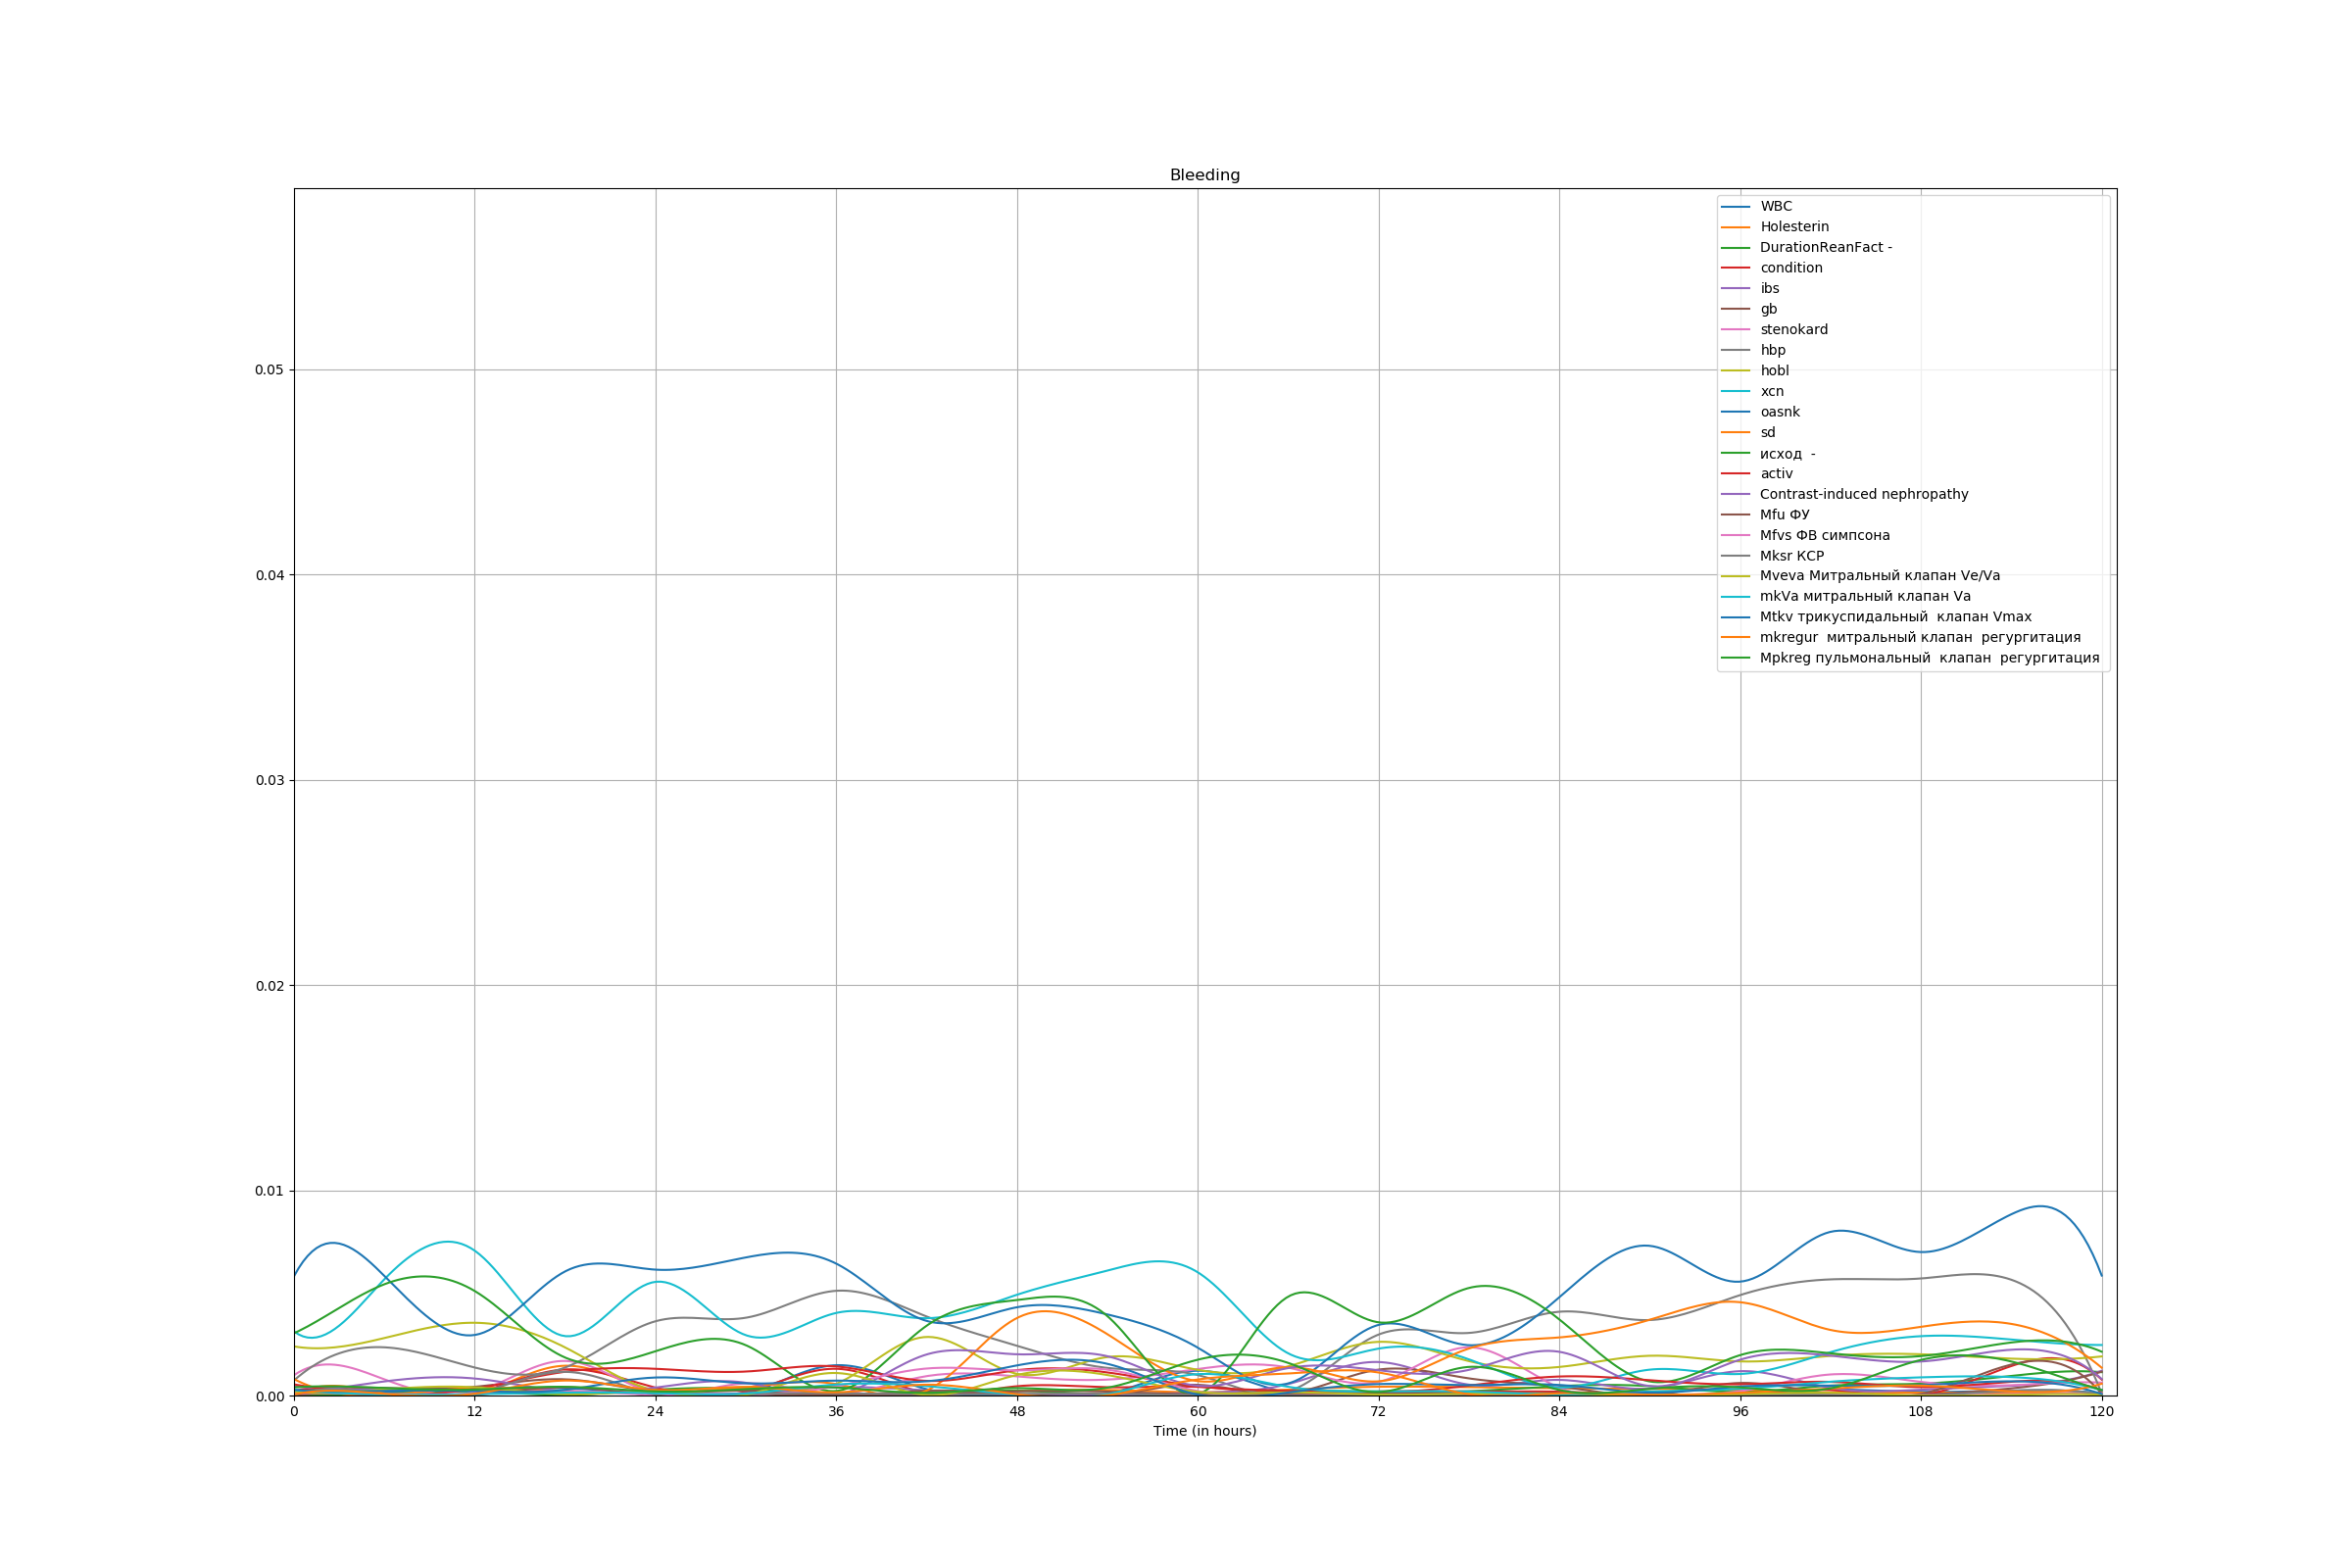 Bleeding
WBC
Holesterin
DurationReanFact -
condition
ibs
gb
stenokard
hbp
hobl
xcn
oasnk
sd
исход  -
activ
Contrast-induced nephropathy
Mfu ФУ
Mfvs ФВ симпсона
Mksr КСР
Mveva Митральный клапан Ve/Va
mkVa митральный клапан Va
Mtkv трикуспидальный  клапан Vmax
mkregur  митральный клапан  регургитация
Mpkreg пульмональный  клапан  регургитация
0.05
0.04
0.03
0.02
0.01
0.00
0 12 24 36 48 60 72 84 96 108 120
Time (in hours)